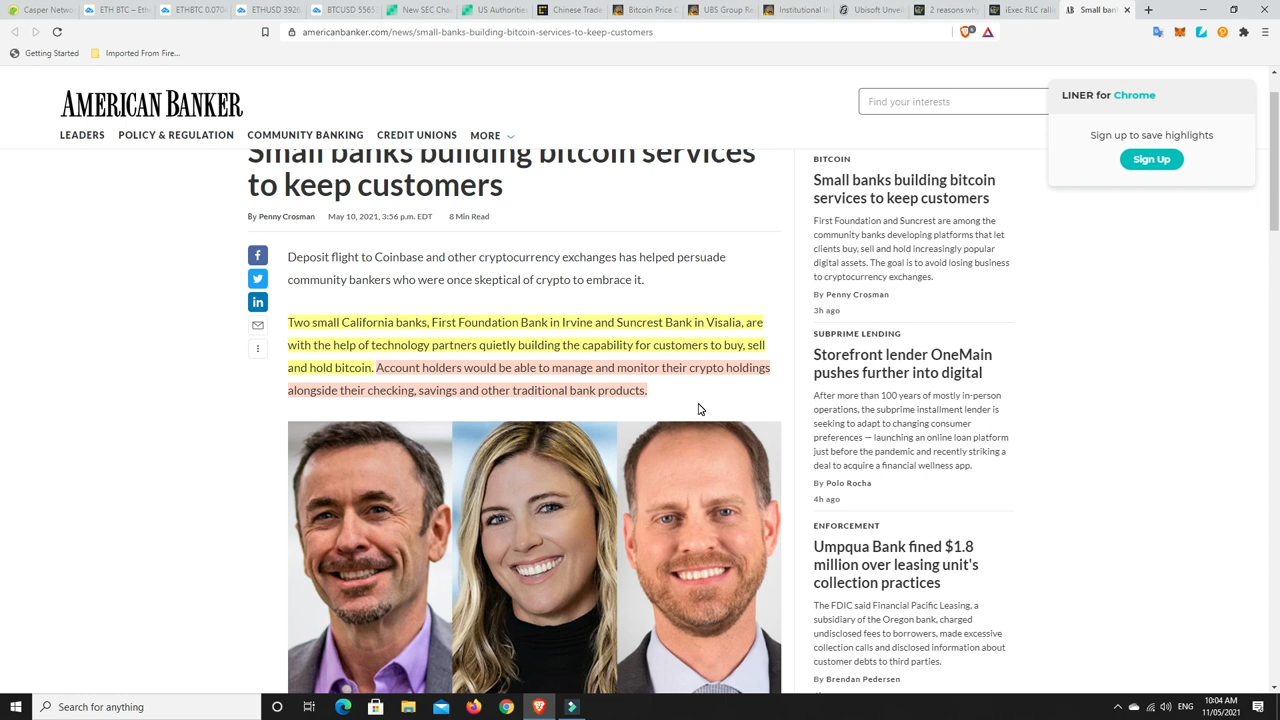 Casper Netwo
ETH BTC – Eth
ETHBTC 0.070
ETHUSD 3926.
BTCUSD 5565
New SEC Chai
US Authorities
Chinese Trade
Bitcoin Price C
UBS Group Re
Institutional In
Ubisoft Unvei
2 reasons why
iExec RLC rallie
Small ban
americanbanker.com/news/small-banks-building-bitcoin-services-to-keep-customers
Getting Started
Imported From Fire...
AMERICAN BANKER
Find your interests
LEADERS POLICY & REGULATION COMMUNITY BANKING CREDIT UNIONS MORE
LINER for Chrome
Sign up to save highlights
Sign Up
Small banks building bitcoin services
to keep customers
By Penny Crosman May 10, 2021, 3:56 p.m. EDT 8 Min Read
Deposit flight to Coinbase and other cryptocurrency exchanges has helped persuade
community bankers who were once skeptical of crypto to embrace it.
Two small California banks, First Foundation Bank in Irvine and Suncrest Bank in Visalia, are
with the help of technology partners quietly building the capability for customers to buy, sell
and hold bitcoin. Account holders would be able to manage and monitor their crypto holdings
alongside their checking, savings and other traditional bank products.
BITCOIN
Small banks building bitcoin
services to keep customers
First Foundation and Suncrest are among the
community banks developing platforms that let
clients buy, sell and hold increasingly popular
digital assets. The goal is to avoid losing business
to cryptocurrency exchanges.
By Penny Crosman
3h ago
SUBPRIME LENDING
Storefront lender OneMain
pushes further into digital
After more than 100 years of mostly in-person
operations, the subprime installment lender is
seeking to adapt to changing consumer
preferences — launching an online loan platform
just before the pandemic and recently striking a
deal to acquire a financial wellness app.
By Polo Rocha
4h ago
ENFORCEMENT
Umpqua Bank fined $1.8
million over leasing unit's
collection practices
The FDIC said Financial Pacific Leasing, a
subsidiary of the Oregon bank, charged
undisclosed fees to borrowers, made excessive
collection calls and disclosed information about
customer debts to third parties.
By Brendan Pedersen
Search for anything
ENG
10:04 AM
11/05/2021